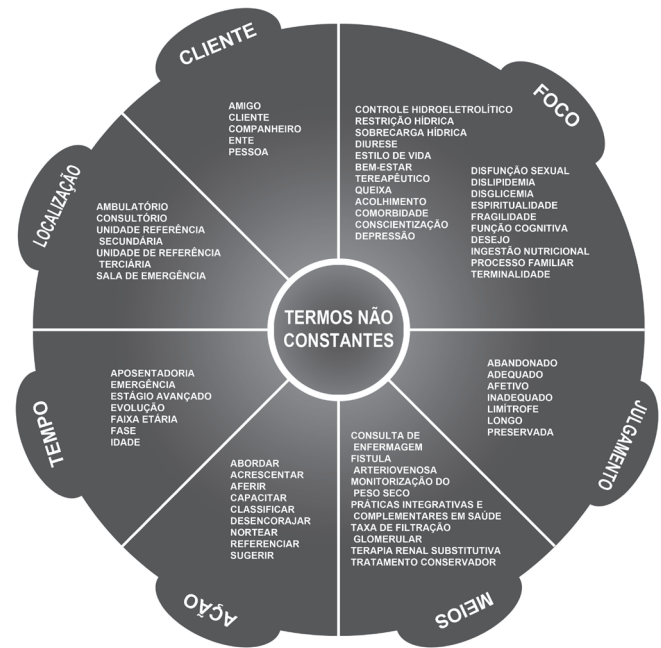 CLIENTE
AMIGO
CLIENTE
COMPANHEIRO
ENTE
PESSOA
FOCO
CONTROLE HIDROELETROLÍTICO
RESTRIÇÃO HÍDRICA
SOBRECARGA HÍDRICA
DIURESE
ESTILO DE VIDA
BEM-ESTAR
TEREAPÊUTICO
QUEIXA
ACOLHIMENTO
COMORBIDADE
CONSCIENTIZAÇÃO
DEPRESSÃO
DISFUNÇÃO SEXUAL
DISLIPIDEMIA
DISGLICEMIA
ESPIRITUALIDADE
FRAGILIDADE
FUNÇÃO COGNITIVA
DESEJO
INGESTÃO NUTRICIONAL
PROCESSO FAMILIAR
TERMINALIDADE
LOCALIZAÇÃO
AMBULATÓRIO
CONSULTÓRIO
UNIDADE REFERÊNCIA
SECUNDÁRIA
UNIDADE DE REFERÊNCIA
TERCIÁRIA
SALA DE EMERGÊNCIA
TERMOS NÃO
CONSTANTES
TEMPO
APOSENTADORIA
EMERGÊNCIA
ESTÁGIO AVANÇADO
EVOLUÇÃO
FAIXA ETÁRIA
FASE
IDADE
JULGAMENTO
ABANDONADO
ADEQUADO
AFETIVO
INADEQUADO
LIMÍTROFE
LONGO
PRESERVADA
AÇÃO
ABORDAR
ACRESCENTAR
AFERIR
CAPACITAR
CLASSIFICAR
DESENCORAJAR
NORTEAR
REFERENCIAR
SUGERIR
MEIOS
CONSULTA DE
ENFERMAGEM
FISTULA
ARTERIOVENOSA
MONITORIZAÇÃO DO
PESO SECO
PRÁTICAS INTEGRATIVAS E
COMPLEMENTARES EM SAÚDE
TAXA DE FILTRAÇÃO
GLOMERULAR
TERAPIA RENAL SUBSTITUTIVA
TRATAMENTO CONSERVADOR